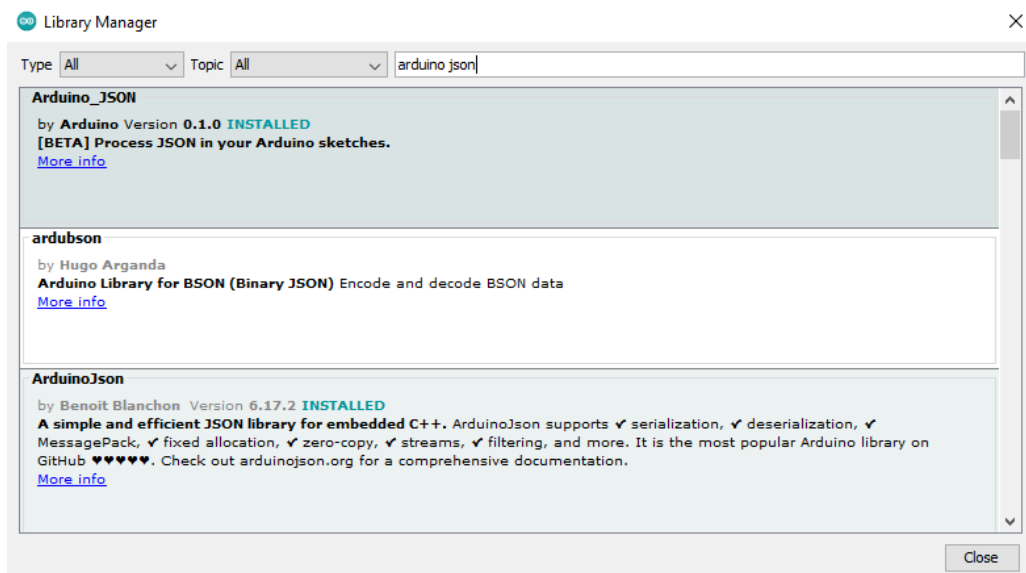 Library Manager
Type All Topic All arduino json
Arduino_JSON
by Arduino Version 0.1.0 INSTALLED
[BETA] Process JSON in your Arduino sketches.
More info
ardubson
by Hugo Arganda
Arduino Library for BSON (Binary JSON) Encode and decode BSON data
More info
ArduinoJson
by Benoit Blanchon Version 6.17.2 INSTALLED
A simple and efficient JSON library for embedded C++. ArduinoJson supports ✔ serialization, ✔ deserialization, ✔
MessagePack, ✔ fixed allocation, ✔ zero-copy, ✔ streams, ✔ filtering, and more. It is the most popular Arduino library on
GitHub ♥♥♥♥♥. Check out arduinojson.org for a comprehensive documentation.
More info
Close